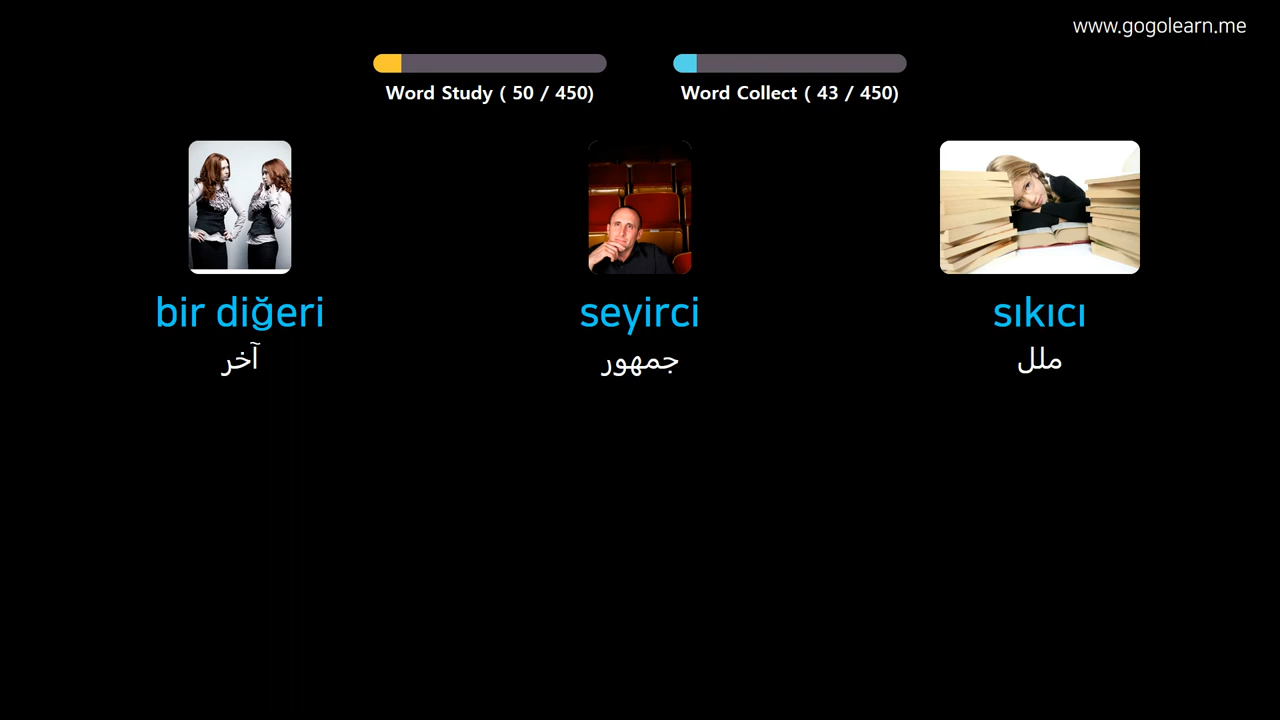 www.gogolearn.me
Word Study ( 50 / 450)
Word Collect ( 43 / 450)
bir diğeri
آخر
seyirci
جمهور
sıkıcı
ملل